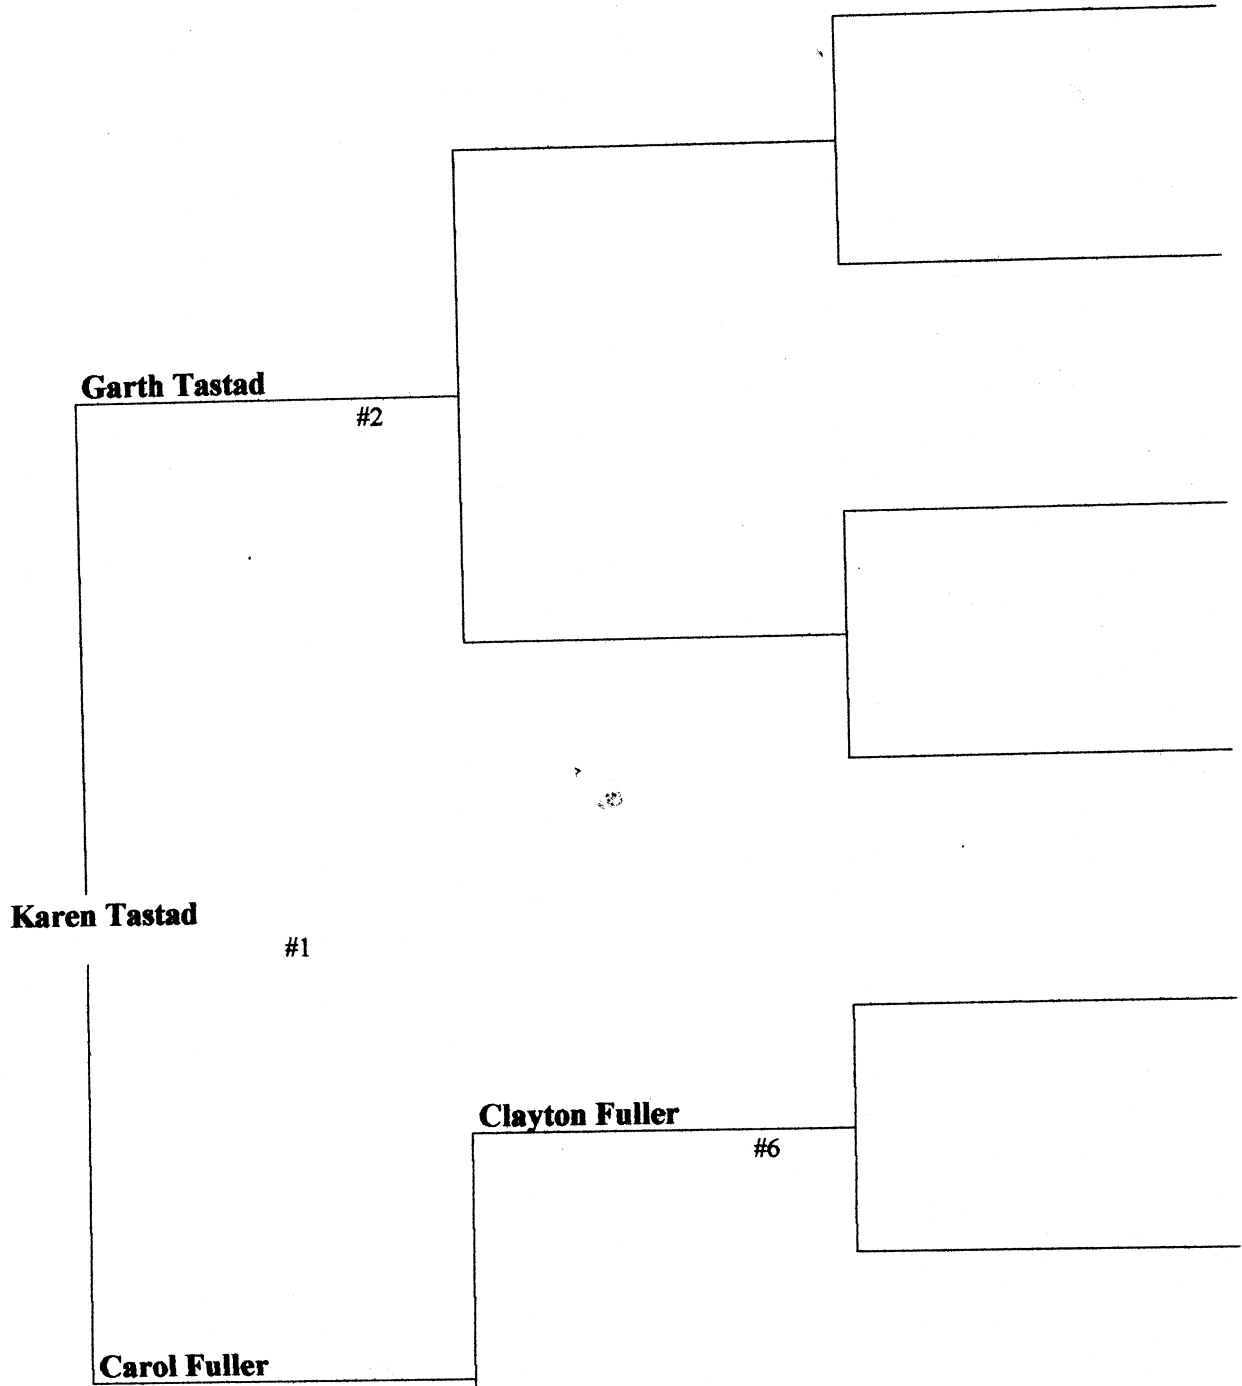 Garth Tastad
#2
Karen Tastad
#1
Clayton Fuller
#6
Carol Fuller